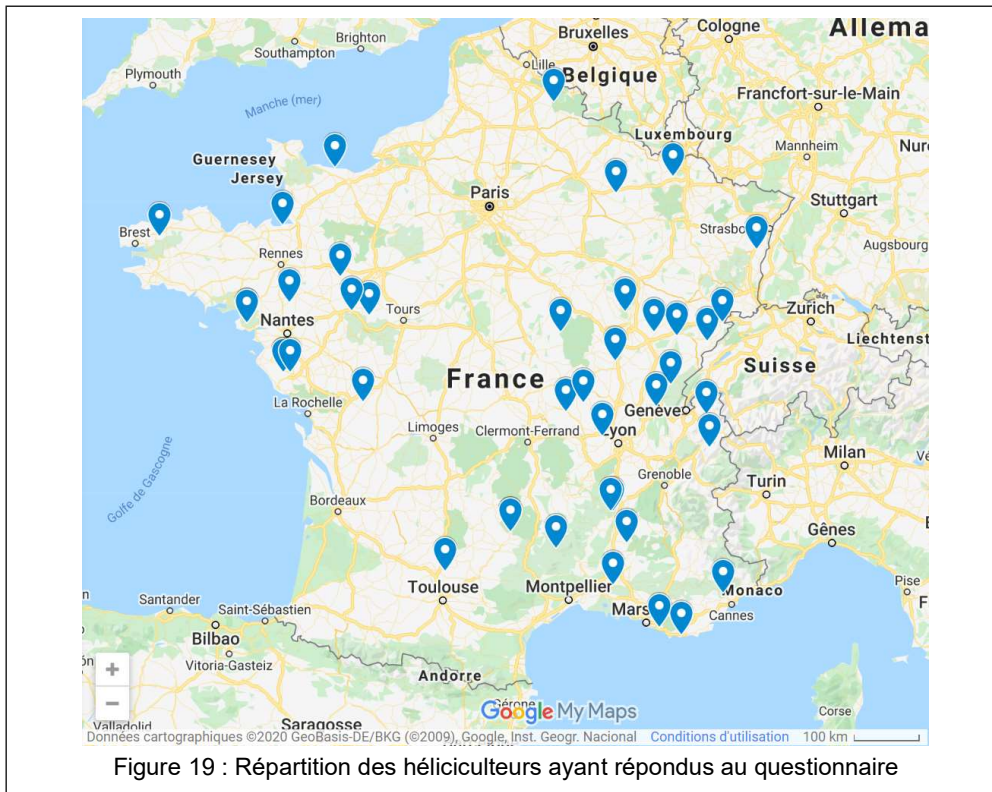 Bruxelles
Cologne
Allema
Brighton
Southampton
Lille
Belgique
Plymouth
Francfort-sur-le-Main
Manche (mer)
Luxembourg
Mannheim
Guernesey
Jersey
Paris
Stuttgart
Brest
Strasbo
Augsbourg
Rennes
Tours
Zurich
Nantes
Liechtenst
Suisse
France
La Rochelle
Genève
Limoges
Clermont-Ferrand
Lyon
Milan
Golfe de Gascogne
Grenoble
Turin
Bordeaux
Gênes
Toulouse
Montpellier
Monaco
Pise
Santander
Saint-Sébastien
Mars
Cannes
Bilbao
Vitoria-Gasteiz
Andorre
+
−
Gérone
Google My Maps
Corse
Valladolid
Saragosse
Données cartographiques ©2020 GeoBasis-DE/BKG (©2009), Google, Inst. Geogr. Nacional Conditions d'utilisation 100 km
Figure 19 : Répartition des héliciculteurs ayant répondus au questionnaire